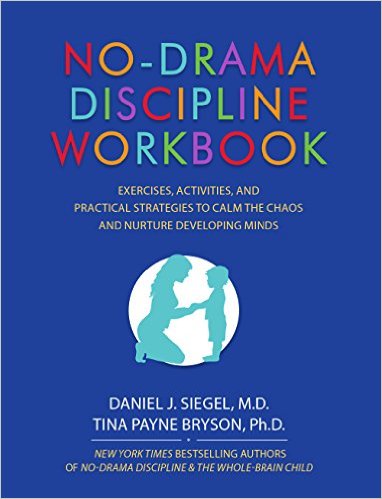 NO-DRAMA
DISCIPLINE
WORKBOOK
EXERCISES, ACTIVITIES, AND
PRACTICAL STRATEGIES TO CALM THE CHAOS
AND NURTURE DEVELOPING MINDS
DANIEL J. SIEGEL, M.D.
TINA PAYNE BRYSON, Ph.D.
NEW YORK TIMES BESTSELLING AUTHORS
OF NO-DRAMA DISCIPLINE & THE WHOLE-BRAIN CHILD